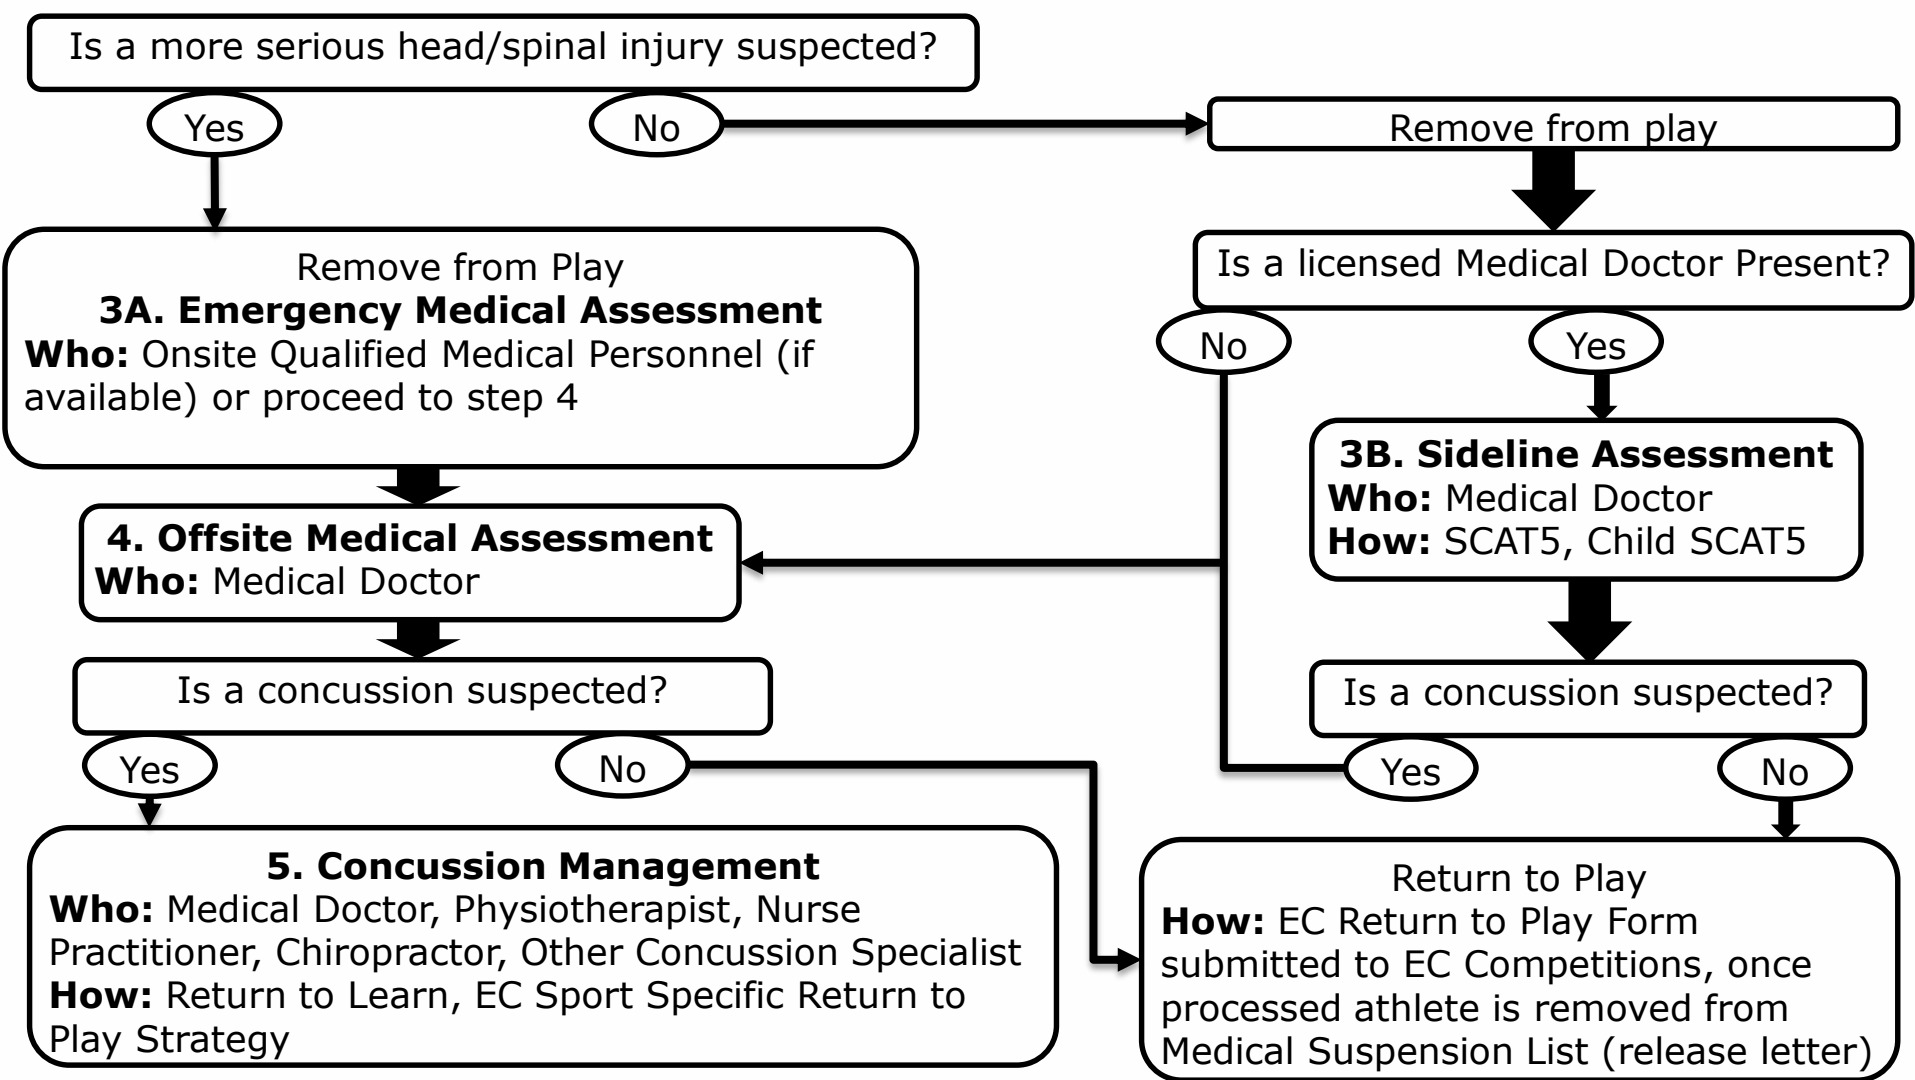 Is a more serious head/spinal injury suspected?
Yes
No
Remove from play
Remove from Play
3A. Emergency Medical Assessment
Who: Onsite Qualified Medical Personnel (if
available) or proceed to step 4
Is a licensed Medical Doctor Present?
No
Yes
3B. Sideline Assessment
Who: Medical Doctor
How: SCAT5, Child SCAT5
4. Offsite Medical Assessment
Who: Medical Doctor
Is a concussion suspected?
Yes
No
Is a concussion suspected?
Yes
No
5. Concussion Management
Who: Medical Doctor, Physiotherapist, Nurse
Practitioner, Chiropractor, Other Concussion Specialist
How: Return to Learn, EC Sport Specific Return to
Play Strategy
Return to Play
How: EC Return to Play Form
submitted to EC Competitions, once
processed athlete is removed from
Medical Suspension List (release letter)